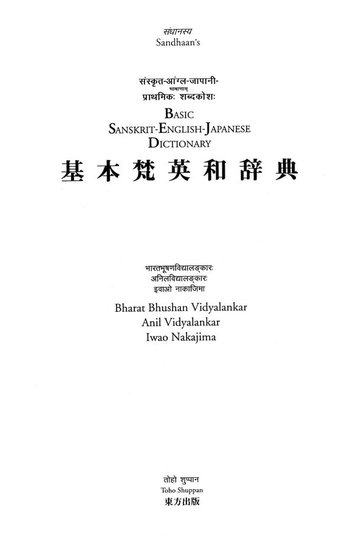 संधानस्य
Sandhaan's
संस्कृत-आंग्ल-जापानी-
भाषाणाम्
प्राथमिकः शब्दकोशः
BASIC
SANSKRIT-ENGLISH-JAPANESE
DICTIONARY
基本梵英和辞典
भारतभूषणविद्यालङ्कारः
अनिलविद्यालङ्कारः
इवाओ नाकाजिमा
Bharat Bhushan Vidyalankar
Anil Vidyalankar
Iwao Nakajima
तोहो शुप्पान
Toho Shuppan
東方出版